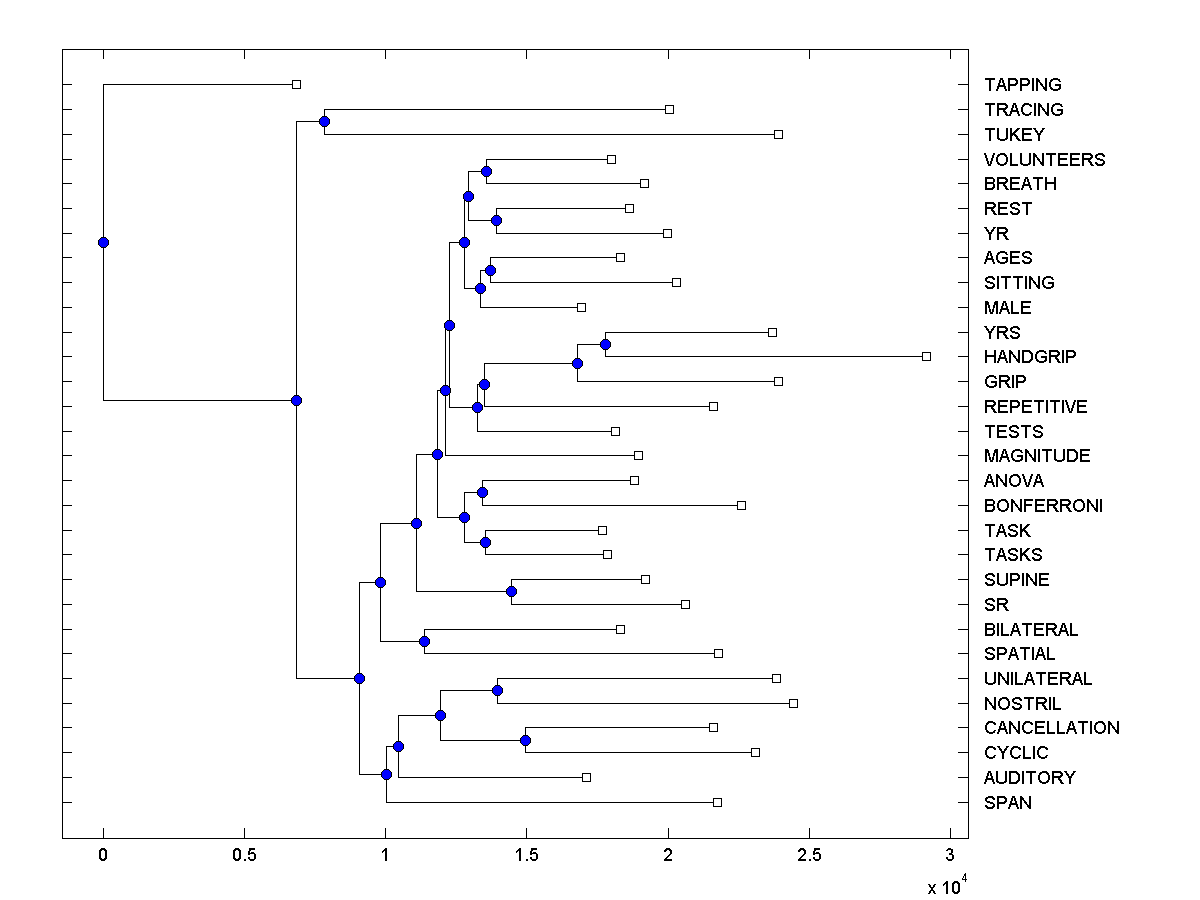 TAPPING
TRACING
TUKEY
VOLUNTEERS
BREATH
REST
YR
AGES
SITTING
MALE
YRS
HANDGRIP
GRIP
REPETITIVE
TESTS
MAGNITUDE
ANOVA
BONFERRONI
TASK
TASKS
SUPINE
SR
BILATERAL
SPATIAL
UNILATERAL
NOSTRIL
CANCELLATION
CYCLIC
AUDITORY
SPAN
0 0.5 1 1.5 2 2.5 3
x 10^4